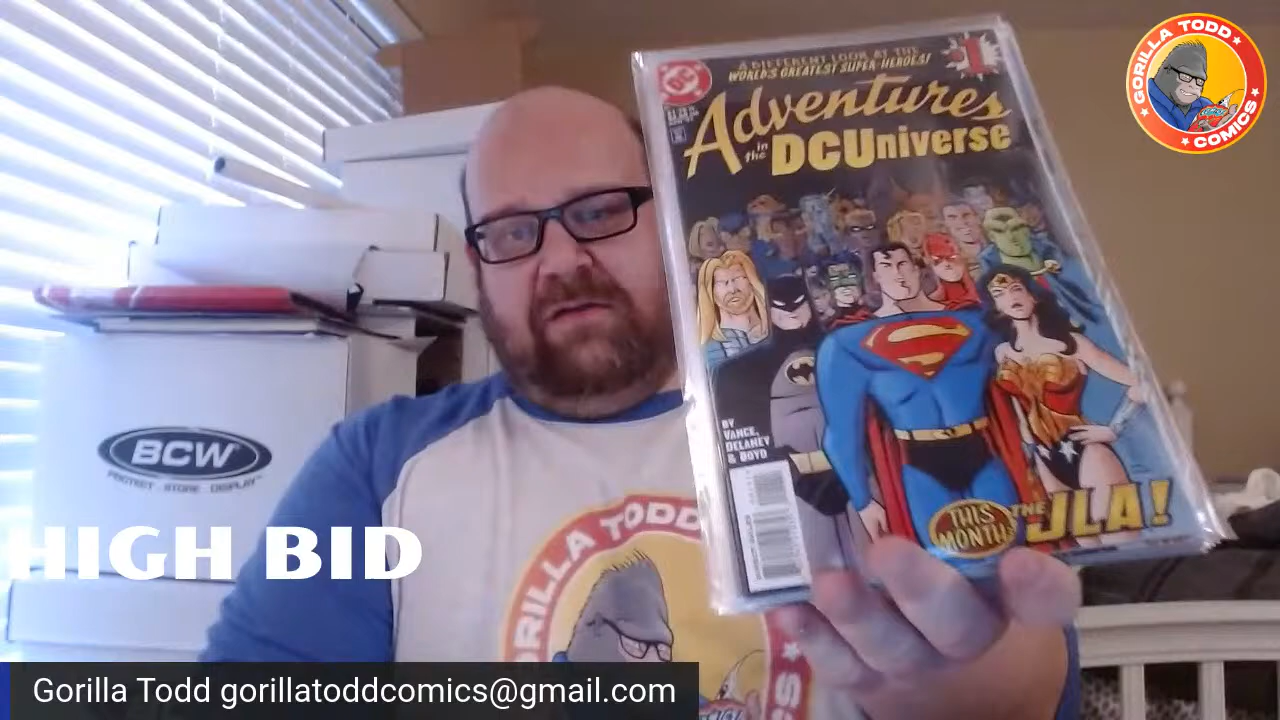 GORILLA TODD
COMICS
A DIFFERENT LOOK AT THE
WORLD'S GREATEST SUPER-HEROES!
#1
DC
Adventures
in the DCUniverse
BY
VANCE,
DELANEY
& BOYD
THIS
MONTH:
THE JLA!
BCW
PROTECT · STORE · DISPLAY
HIGH BID
RILLA TODD
Gorilla Todd gorillatoddcomics@gmail.com